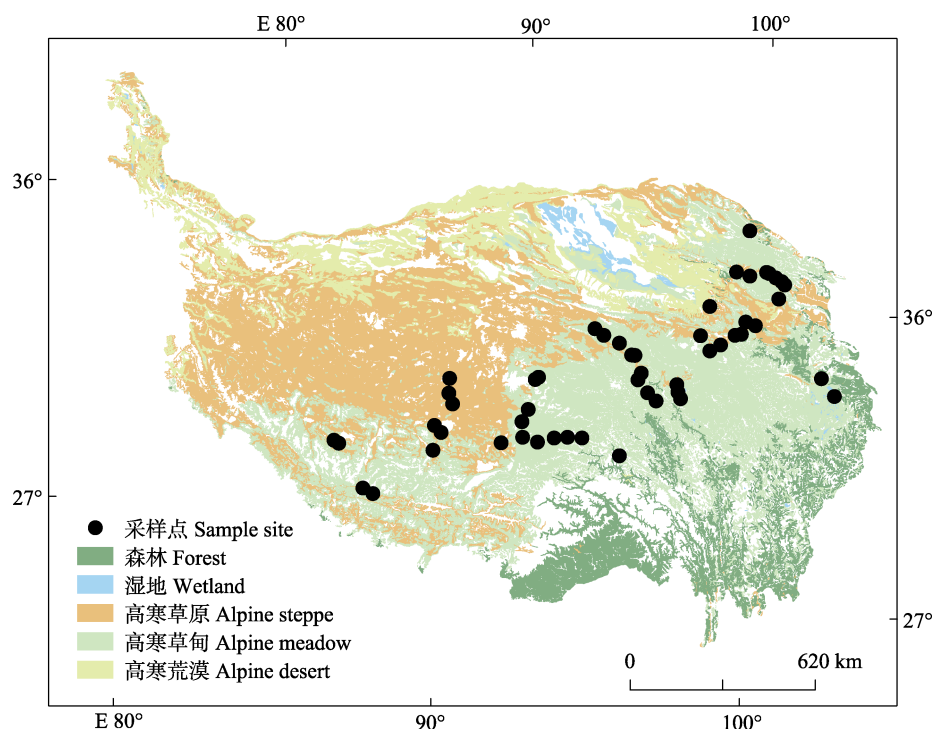 E 80° 90° 100°
36°
36°
27°
采样点 Sample site
森林 Forest
湿地 Wetland
高寒草原 Alpine steppe
高寒草甸 Alpine meadow
高寒荒漠 Alpine desert
27°
0 620 km
E 80° 90° 100°